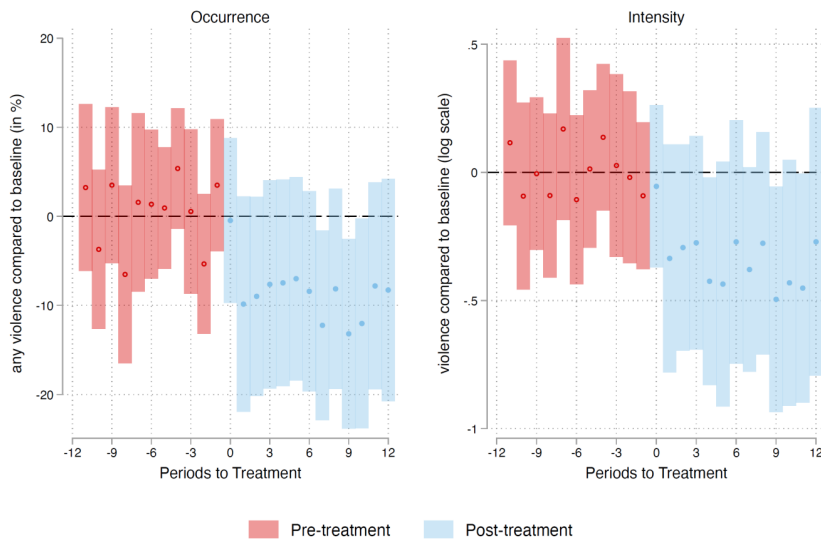 Occurrence
any violence compared to baseline (in %)
20
10
0
-10
-20
-12 -9 -6 -3 0 3 6 9 12
Periods to Treatment
Intensity
violence compared to baseline (log scale)
.5
0
-.5
-1
-12 -9 -6 -3 0 3 6 9 12
Periods to Treatment
Pre-treatment Post-treatment